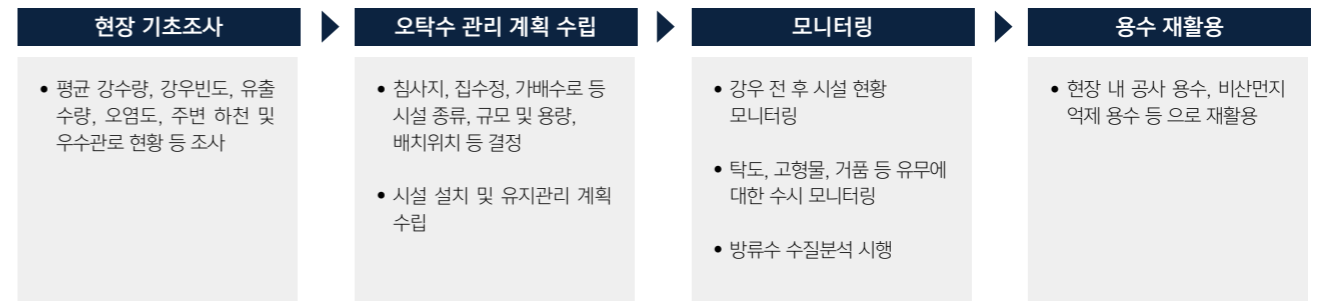 현장 기초조사
• 평균 강수량, 강우빈도, 유출
수량, 오염도, 주변 하천 및
우수관로 현황 등 조사
오탁수 관리 계획 수립
• 침사지, 집수정, 가배수로 등
시설 종류, 규모 및 용량,
배치위치 등 결정
• 시설 설치 및 유지관리 계획
수립
모니터링
• 강우 전 후 시설 현황
모니터링
• 탁도, 고형물, 거품 등 유무에
대한 수시 모니터링
• 방류수 수질분석 시행
용수 재활용
• 현장 내 공사 용수, 비산먼지
억제 용수 등 으로 재활용